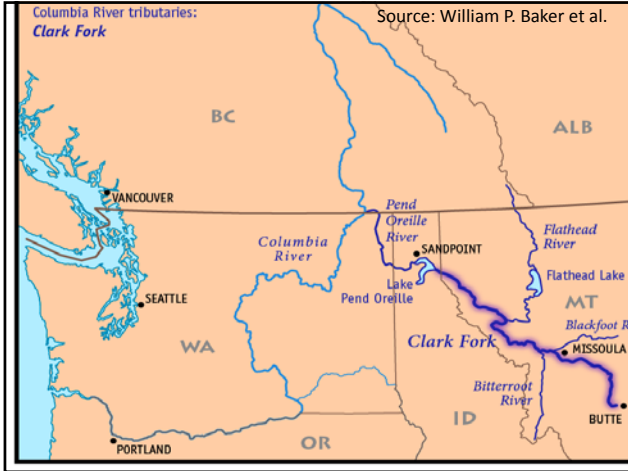 Columbia River tributaries:
Clark Fork
Source: William P. Baker et al.
BC
ALB
VANCOUVER
Pend
Oreille
River
Columbia
River
SANDPOINT
Flathead
River
Lake
Pend Oreille
Flathead Lake
SEATTLE
MT
Blackfoot R
Clark Fork
MISSOULA
WA
Bitterroot
River
ID
BUTTE
OR
PORTLAND